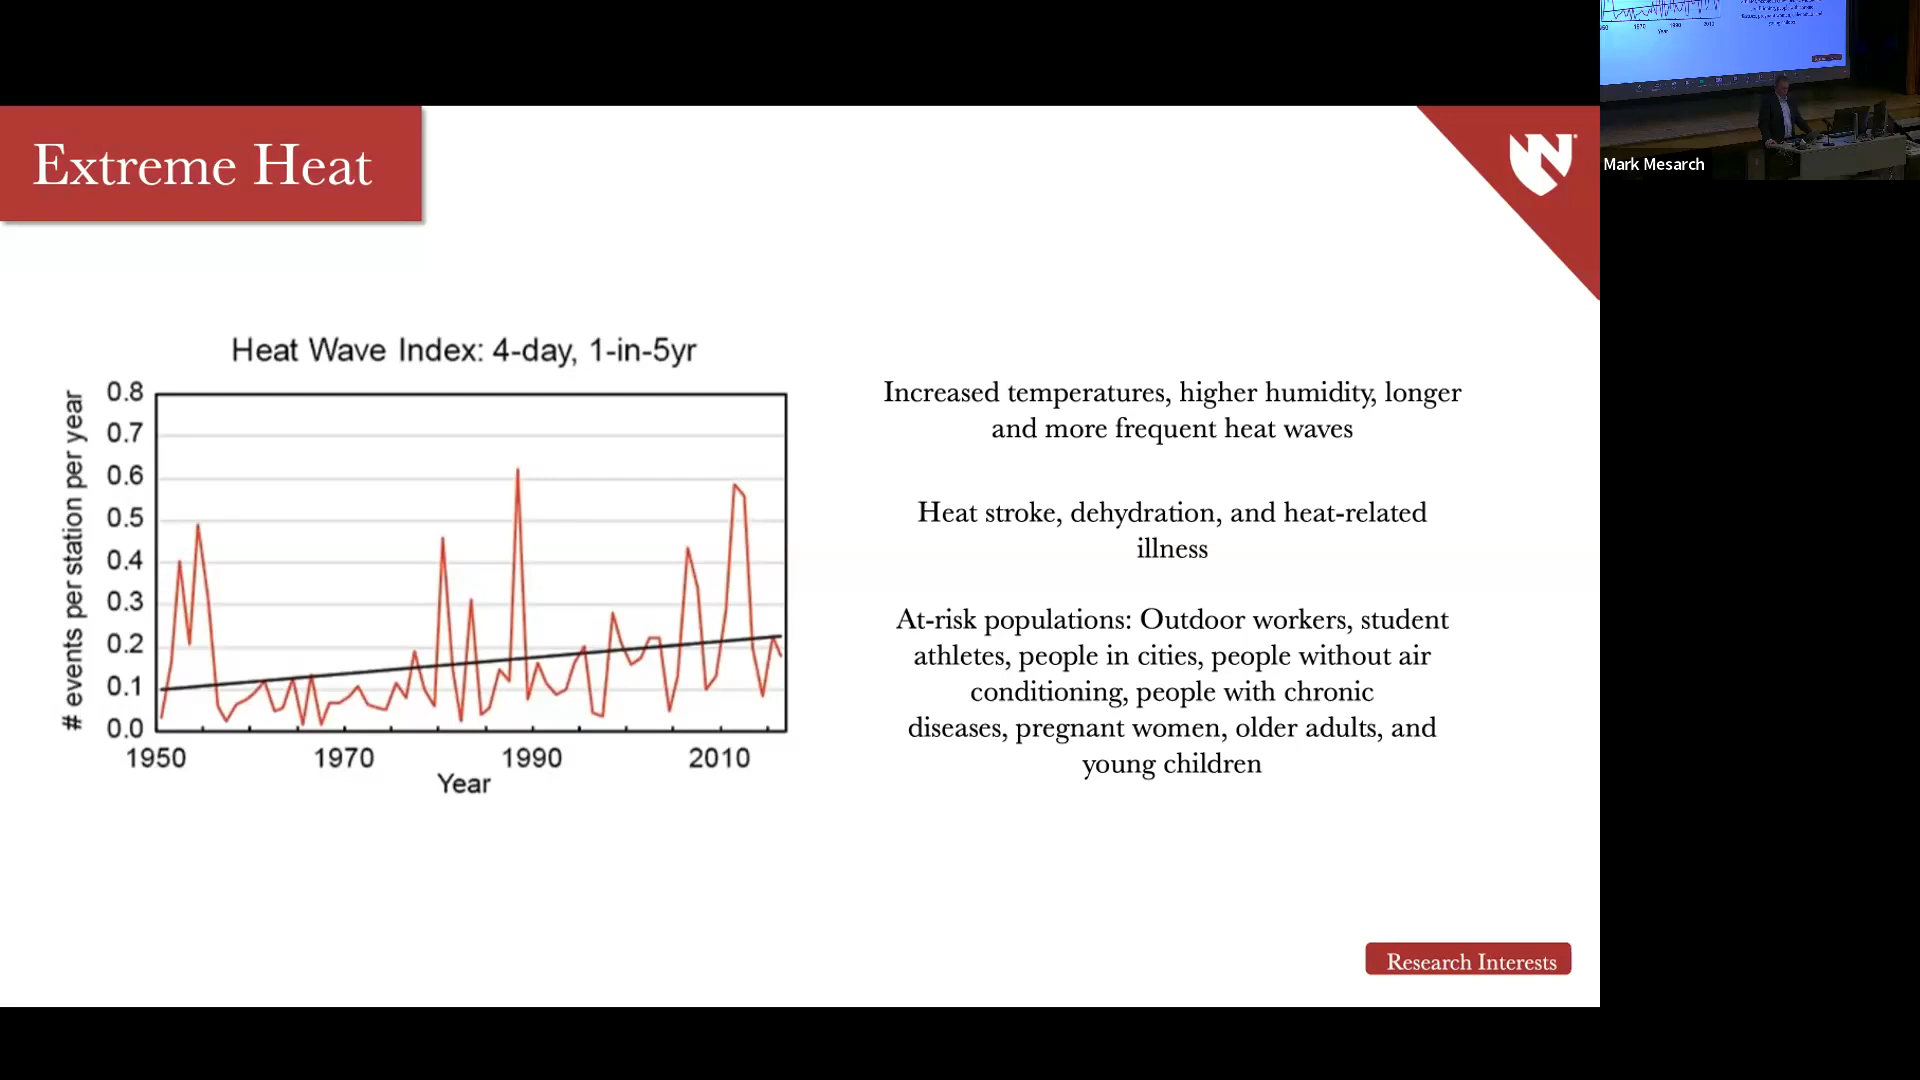 Extreme Heat
Mark Mesarch
Heat Wave Index: 4-day, 1-in-5yr
# events per station per year
0.8
0.7
0.6
0.5
0.4
0.3
0.2
0.1
0.0
1950 1970 1990 2010
Year
Increased temperatures, higher humidity, longer
and more frequent heat waves
Heat stroke, dehydration, and heat-related
illness
At-risk populations: Outdoor workers, student
athletes, people in cities, people without air
conditioning, people with chronic
diseases, pregnant women, older adults, and
young children
Research Interests
1970 1990 2010
Year